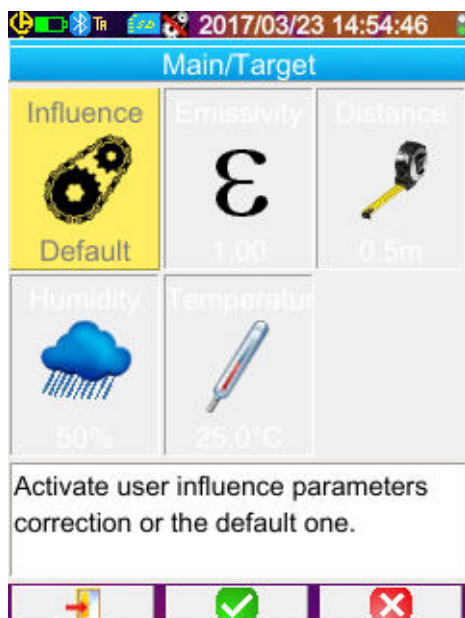 TR 2017/03/23 14:54:46
Main/Target
Influence Emissivity Distance
ε
Default 1.00 0.5m
Humidity Temperatur
50% 25.0°C
Activate user influence parameters
correction or the default one.